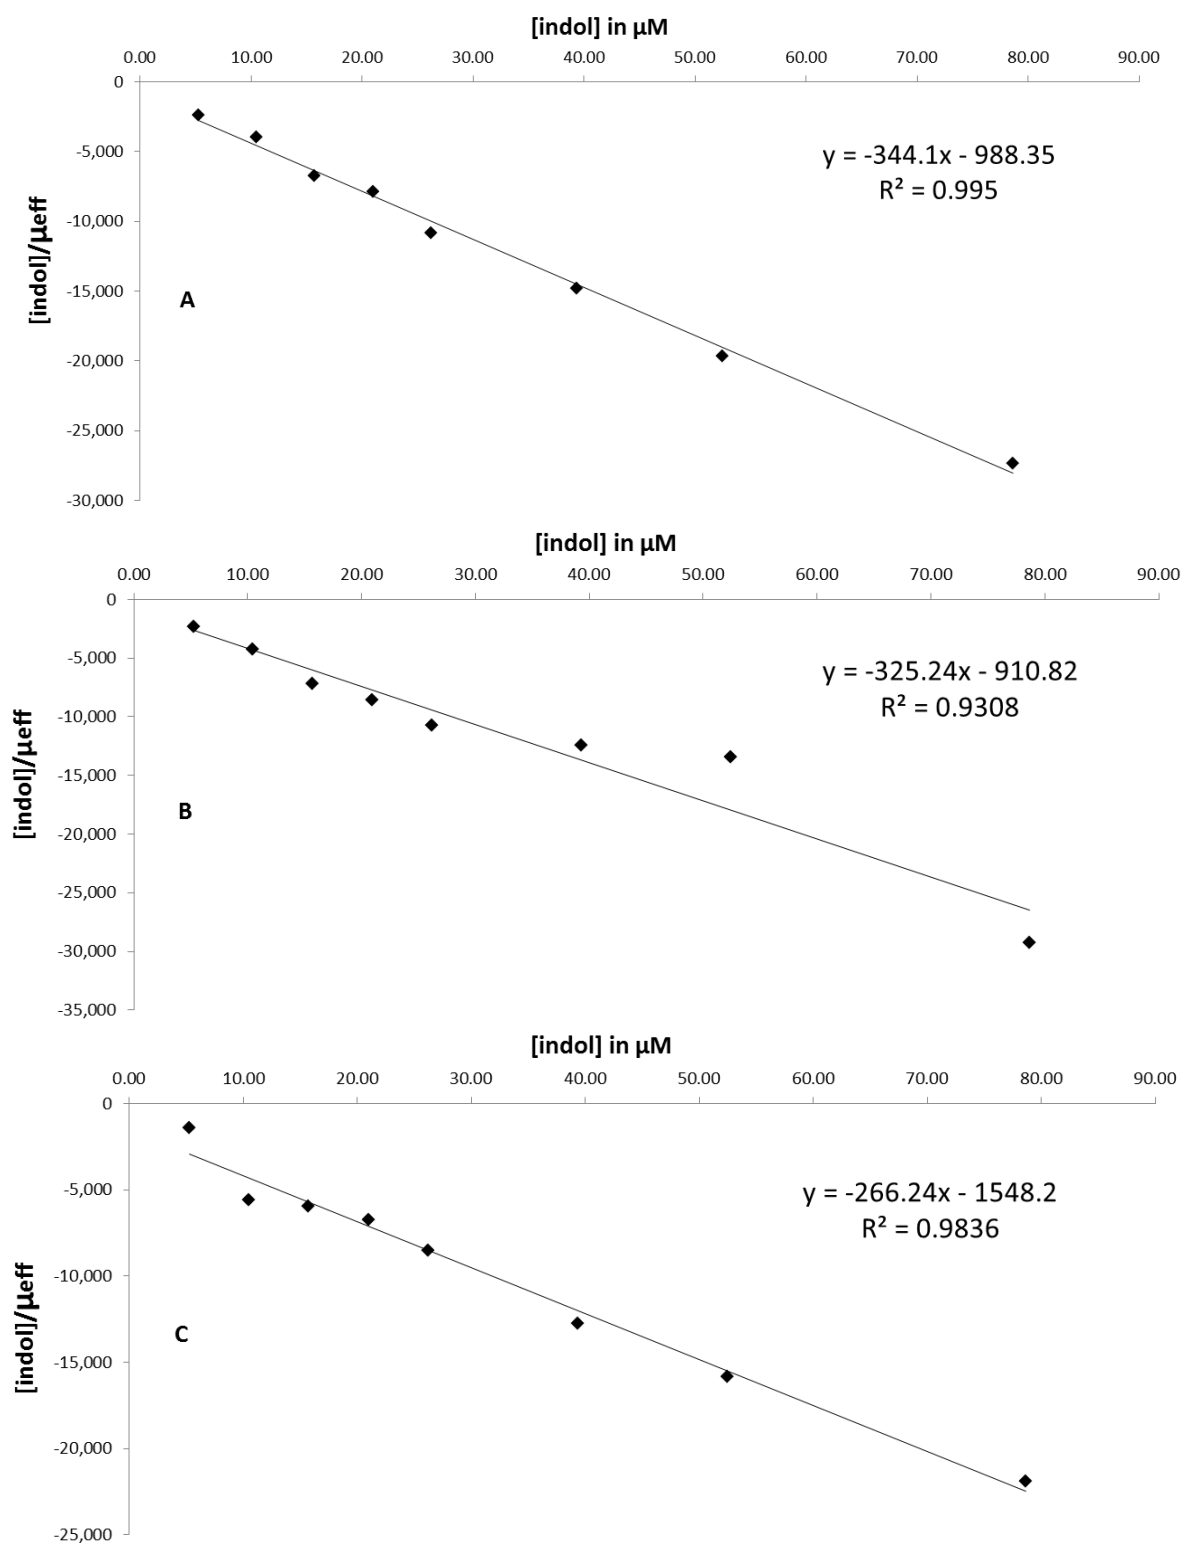 [indol] in µM
0.00 10.00 20.00 30.00 40.00 50.00 60.00 70.00 80.00 90.00
0
-5,000
-10,000
-15,000
-20,000
-25,000
-30,000
[indol]/µeff
A
y = -344.1x - 988.35
R² = 0.995
[indol] in µM
0.00 10.00 20.00 30.00 40.00 50.00 60.00 70.00 80.00 90.00
0
-5,000
-10,000
-15,000
-20,000
-25,000
-30,000
-35,000
[indol]/µeff
B
y = -325.24x - 910.82
R² = 0.9308
[indol] in µM
0.00 10.00 20.00 30.00 40.00 50.00 60.00 70.00 80.00 90.00
0
-5,000
-10,000
-15,000
-20,000
-25,000
[indol]/µeff
C
y = -266.24x - 1548.2
R² = 0.9836